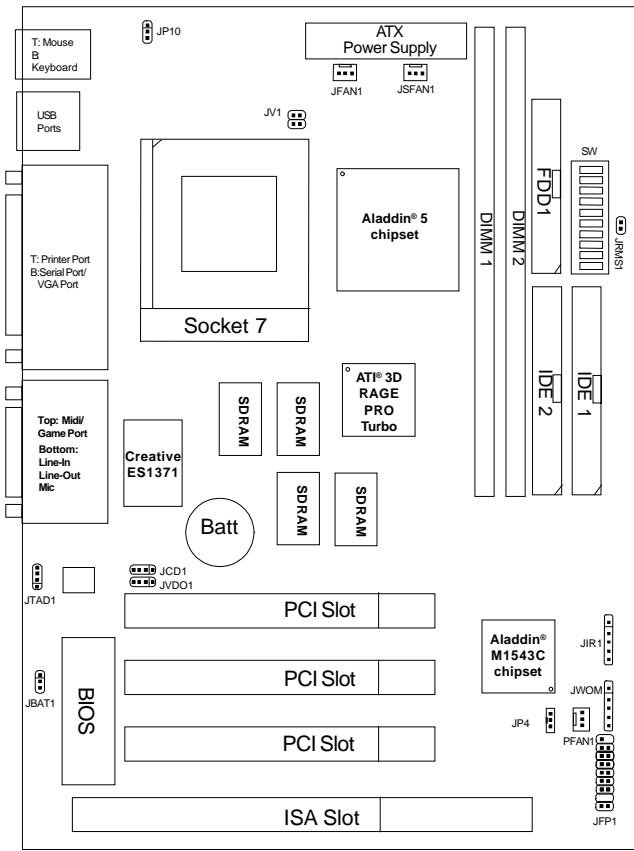 JP10
T: Mouse
B:
Keyboard
ATX
Power Supply
JFAN1
JSFAN1
USB
Ports
JV1
SW
FDD1
JRMS1
Aladdin® 5
chipset
DIMM 1
DIMM 2
T: Printer Port
B:Serial Port/
VGA Port
Socket 7
IDE 2
IDE 1
ATI® 3D
RAGE
PRO
Turbo
SDRAM
SDRAM
Top: Midi/
Game Port
Bottom:
Line-In
Line-Out
Mic
Creative
ES1371
SDRAM
SDRAM
Batt
JCD1
JVDO1
JTAD1
PCI Slot
Aladdin®
M1543C
chipset
JIR1
JBAT1
BIOS
PCI Slot
JWOM
JP4
PFAN1
PCI Slot
ISA Slot
JFP1